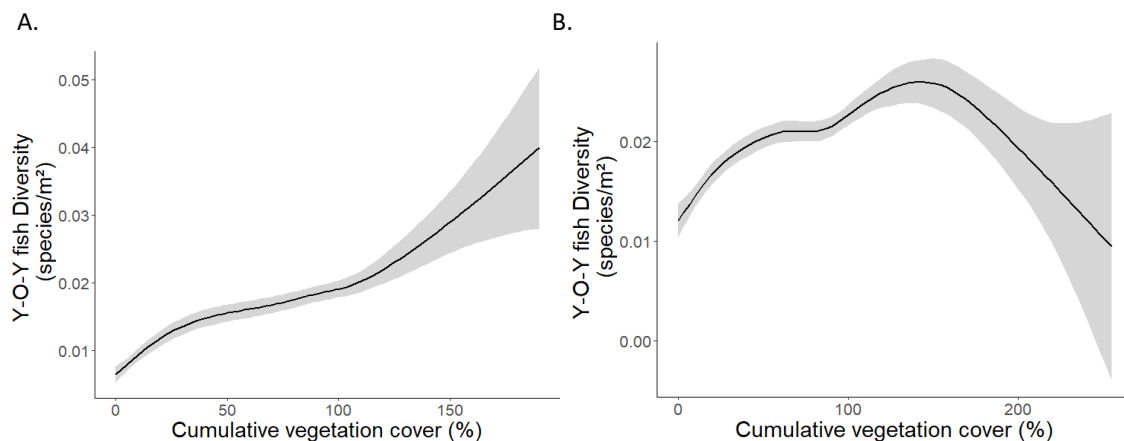 A.
Y-O-Y fish Diversity
(species/m²)
0.05
0.04
0.03
0.02
0.01
0
50
100
150
Cumulative vegetation cover (%)
B.
Y-O-Y fish Diversity
(species/m²)
0.02
0.01
0.00
0
100
200
Cumulative vegetation cover (%)